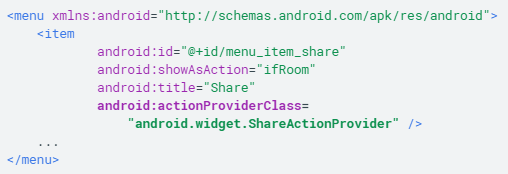 <menu xmlns:android="http://schemas.android.com/apk/res/android">
<item
android:id="@+id/menu_item_share"
android:showAsAction="ifRoom"
android:title="Share"
android:actionProviderClass=
"android.widget.ShareActionProvider" />
...
</menu>